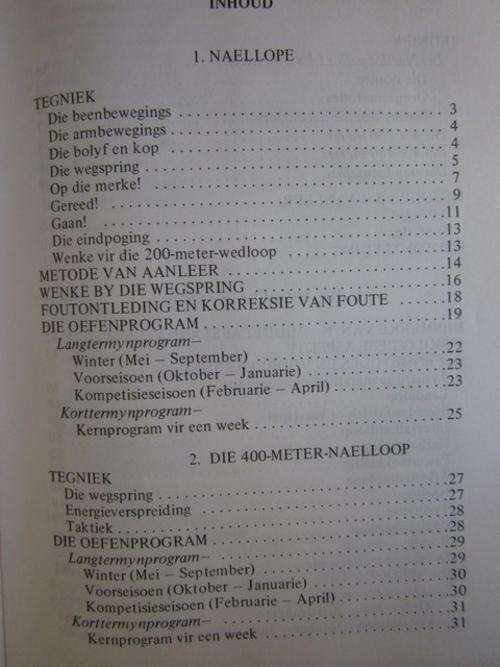 INHOUD
1. NAELLOPE
TEGNIEK
Die beenbewegings . . . . . . . . . . . . . . . . . . . . . . . . . . 3
Die armbewegings . . . . . . . . . . . . . . . . . . . . . . . . . . 4
Die bolyf en kop . . . . . . . . . . . . . . . . . . . . . . . . . . 4
Die wegspring . . . . . . . . . . . . . . . . . . . . . . . . . . 5
Op die merke! . . . . . . . . . . . . . . . . . . . . . . . . . . 7
Gereed! . . . . . . . . . . . . . . . . . . . . . . . . . . 9
Gaan! . . . . . . . . . . . . . . . . . . . . . . . . . . 11
Die eindpoging . . . . . . . . . . . . . . . . . . . . . . . . . . 13
Wenke vir die 200-meter-wedloop . . . . . . . . . . . . . . . . 13
METODE VAN AANLEER . . . . . . . . . . . . . . . . . . . . 14
WENKE BY DIE WEGSPRING . . . . . . . . . . . . . . . . . . 16
FOUTONTLEDING EN KORREKSIE VAN FOUTE . . . . . . 18
DIE OEFENPROGRAM . . . . . . . . . . . . . . . . . . . . . . 19
Langtermynprogram—
Winter (Mei — September) . . . . . . . . . . . . . . . . . . 22
Voorseisoen (Oktober — Januarie) . . . . . . . . . . . . . . 23
Kompetisieseisoen (Februarie — April) . . . . . . . . . . . 23
Korttermynprogram—
Kernprogram vir een week . . . . . . . . . . . . . . . . . . 25
2. DIE 400-METER-NAELLOOP
TEGNIEK . . . . . . . . . . . . . . . . . . . . . . . . . . 27
Die wegspring . . . . . . . . . . . . . . . . . . . . . . . . . . 27
Energieverspreiding . . . . . . . . . . . . . . . . . . . . . . 28
Taktiek . . . . . . . . . . . . . . . . . . . . . . . . . . 28
DIE OEFENPROGRAM . . . . . . . . . . . . . . . . . . . . . . 29
Langtermynprogram— . . . . . . . . . . . . . . . . . . . . 29
Winter (Mei — September) . . . . . . . . . . . . . . . . . . 30
Voorseisoen (Oktober — Januarie) . . . . . . . . . . . . . . 30
Kompetisieseisoen (Februarie — April) . . . . . . . . . . . 31
Korttermynprogram— . . . . . . . . . . . . . . . . . . . . 31
Kernprogram vir een week . . . . . . . . . . . . . . . . . .